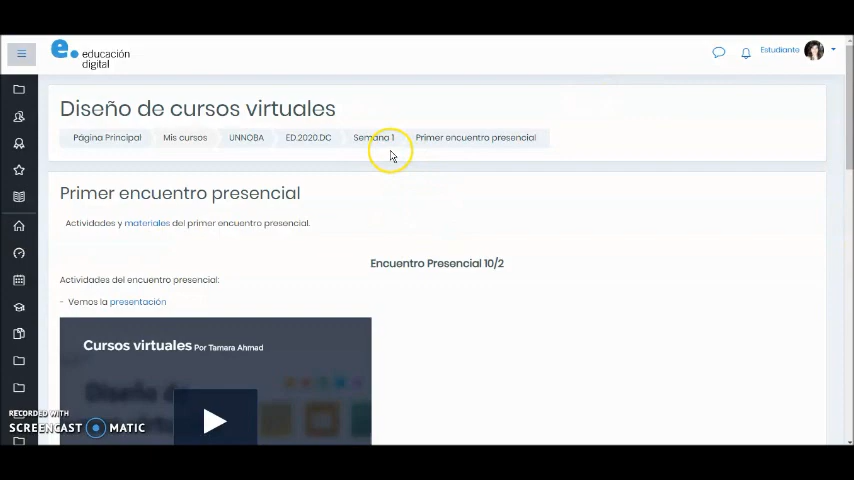 e. educación
digital
Estudiante
Diseño de cursos virtuales
Página Principal Mis cursos UNNOBA ED.2020.DC Semana 1 Primer encuentro presencial
Primer encuentro presencial
Actividades y materiales del primer encuentro presencial.
Encuentro Presencial 10/2
Actividades del encuentro presencial:
- Vemos la presentación
Cursos virtuales Por Tamara Ahmad
Diseño de
RECORDED WITH
SCREENCAST MATIC